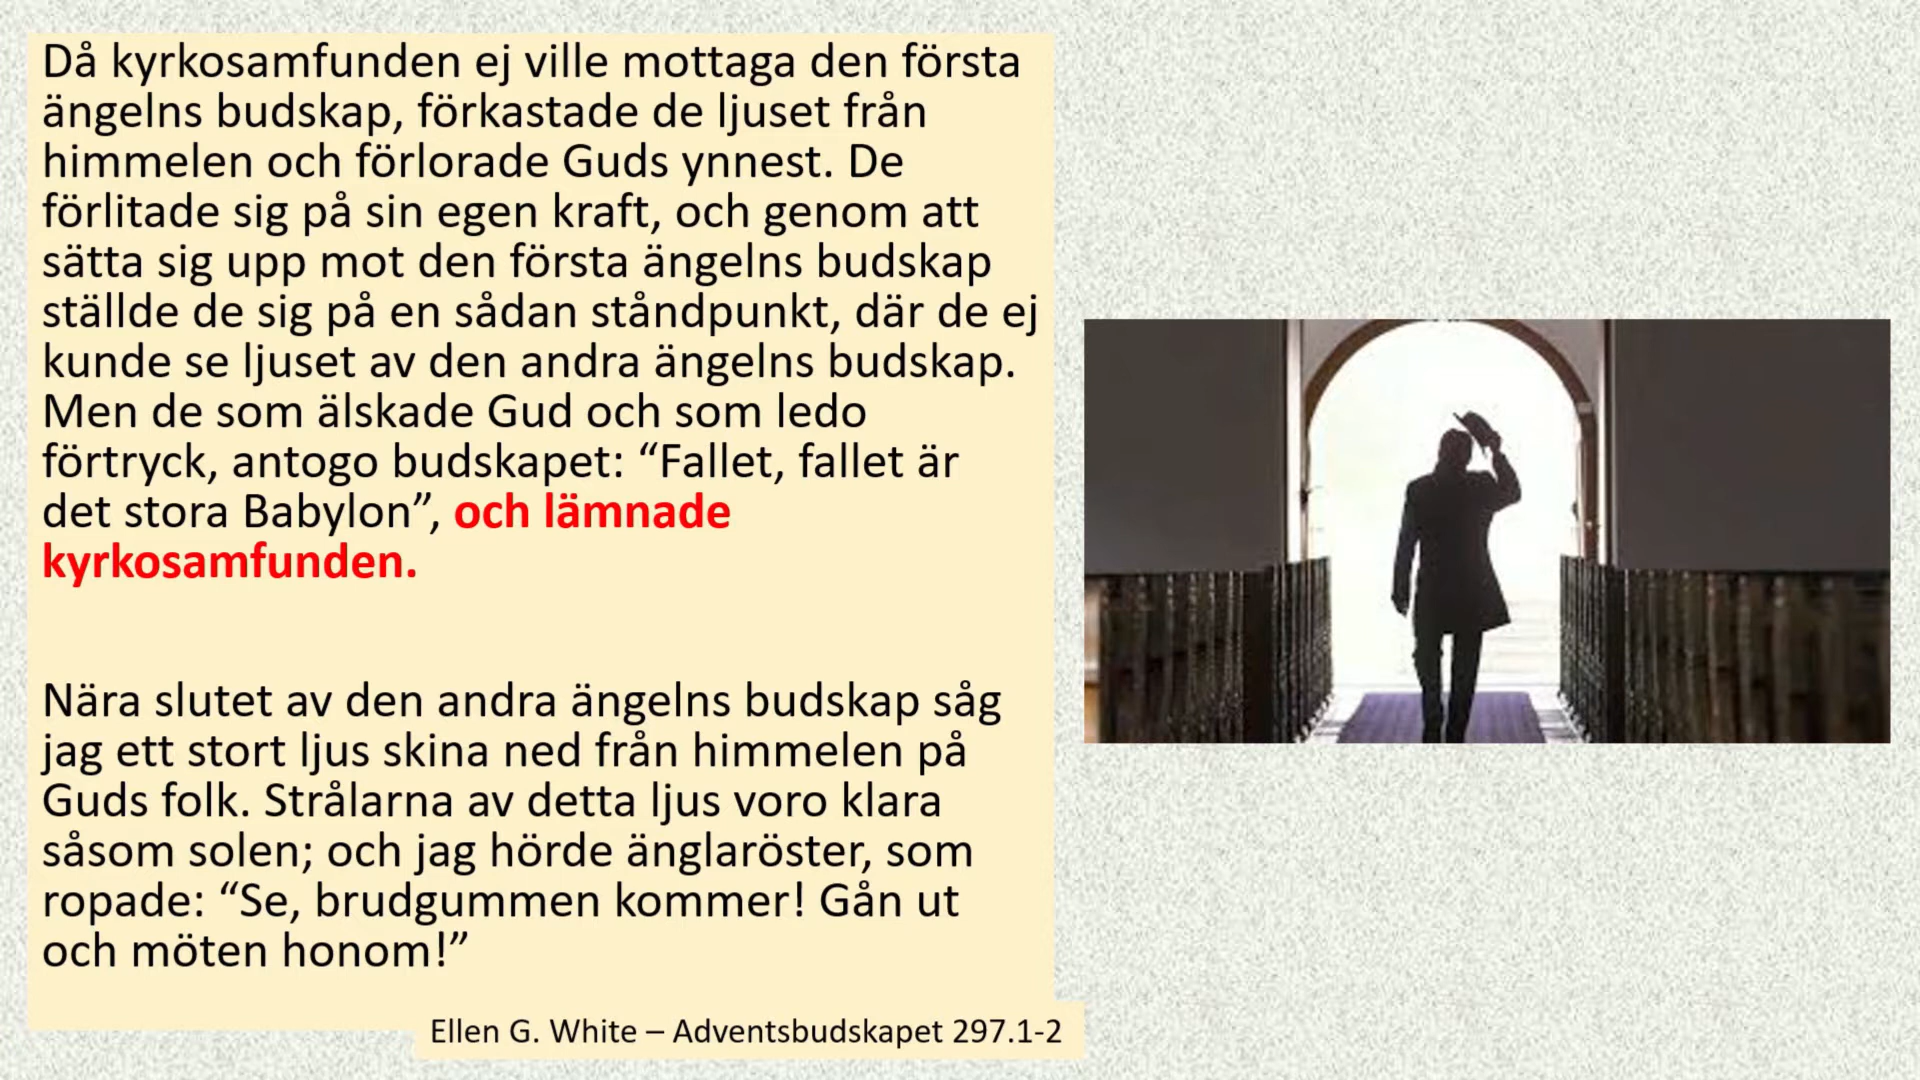 Då kyrkosamfunden ej ville mottaga den första
ängelns budskap, förkastade de ljuset från
himmelen och förlorade Guds ynnest. De
förlitade sig på sin egen kraft, och genom att
sätta sig upp mot den första ängelns budskap
ställde de sig på en sådan ståndpunkt, där de ej
kunde se ljuset av den andra ängelns budskap.
Men de som älskade Gud och som ledo
förtryck, antogo budskapet: “Fallet, fallet är
det stora Babylon”, och lämnade
kyrkosamfunden.
Nära slutet av den andra ängelns budskap såg
jag ett stort ljus skina ned från himmelen på
Guds folk. Strålarna av detta ljus voro klara
såsom solen; och jag hörde änglaröster, som
ropade: “Se, brudgummen kommer! Gån ut
och möten honom!”
Ellen G. White – Adventsbudskapet 297.1-2